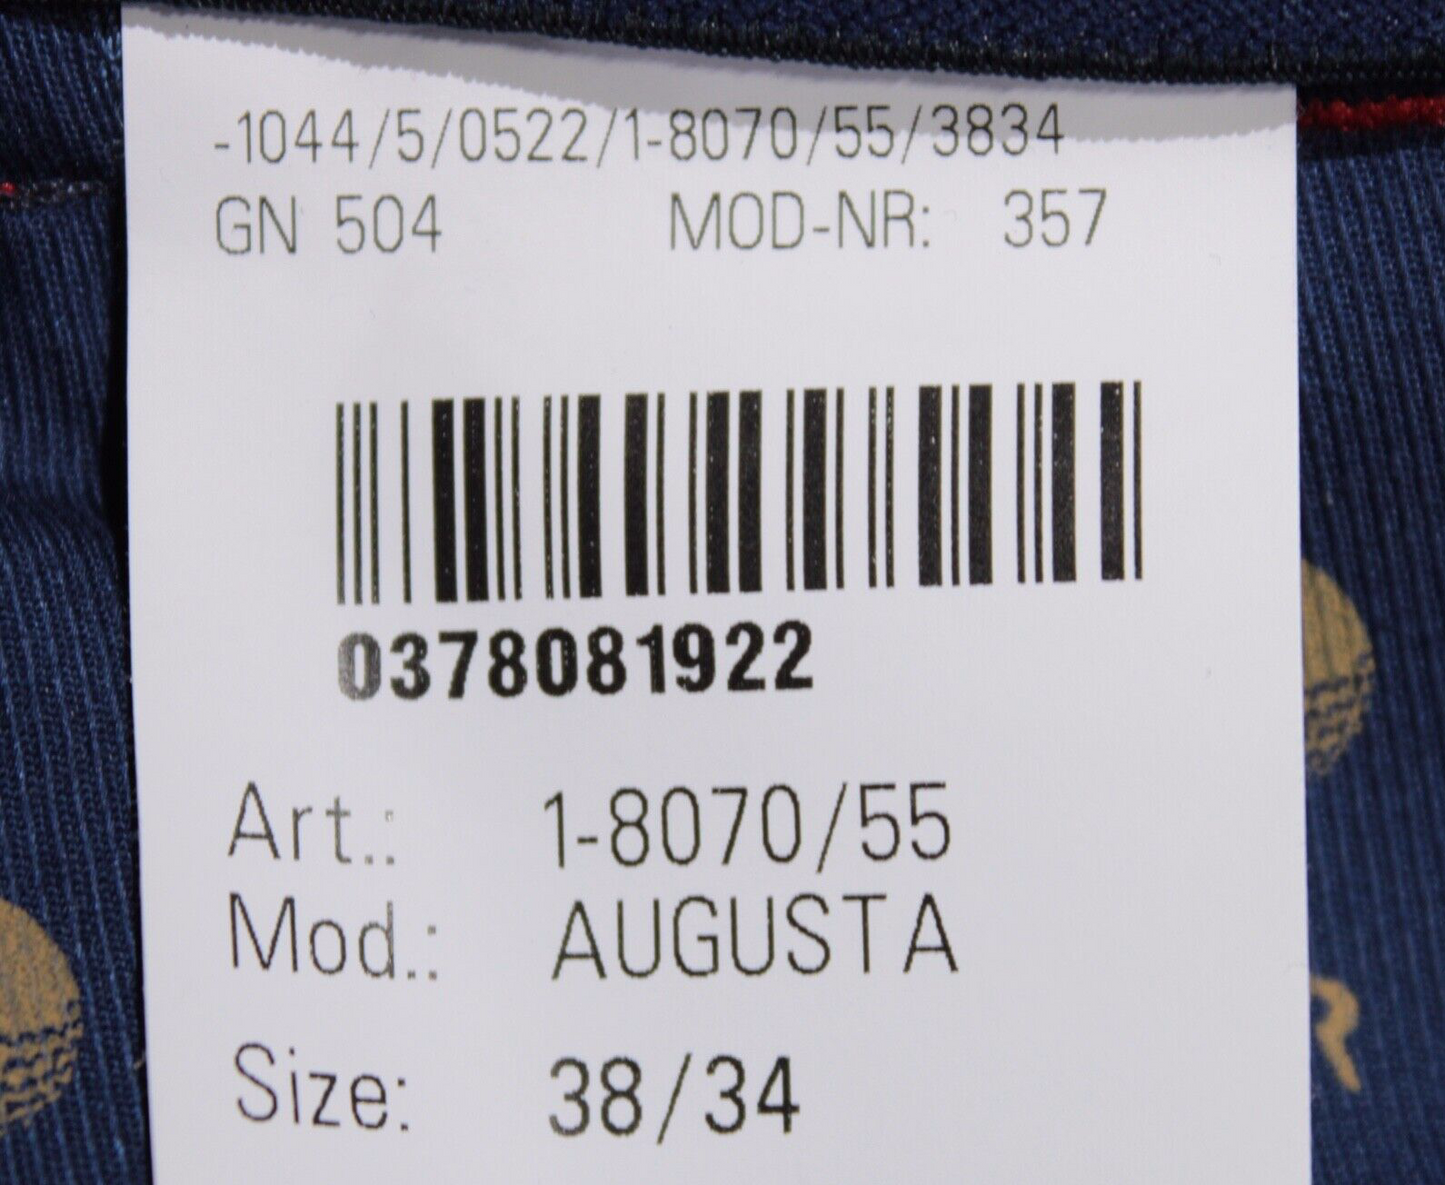 -1044/5/0522/1-8070/55/3834
GN 504 MOD-NR: 357
0378081922
Art.: 1-8070/55
Mod.: AUGUSTA
Size: 38/34
R